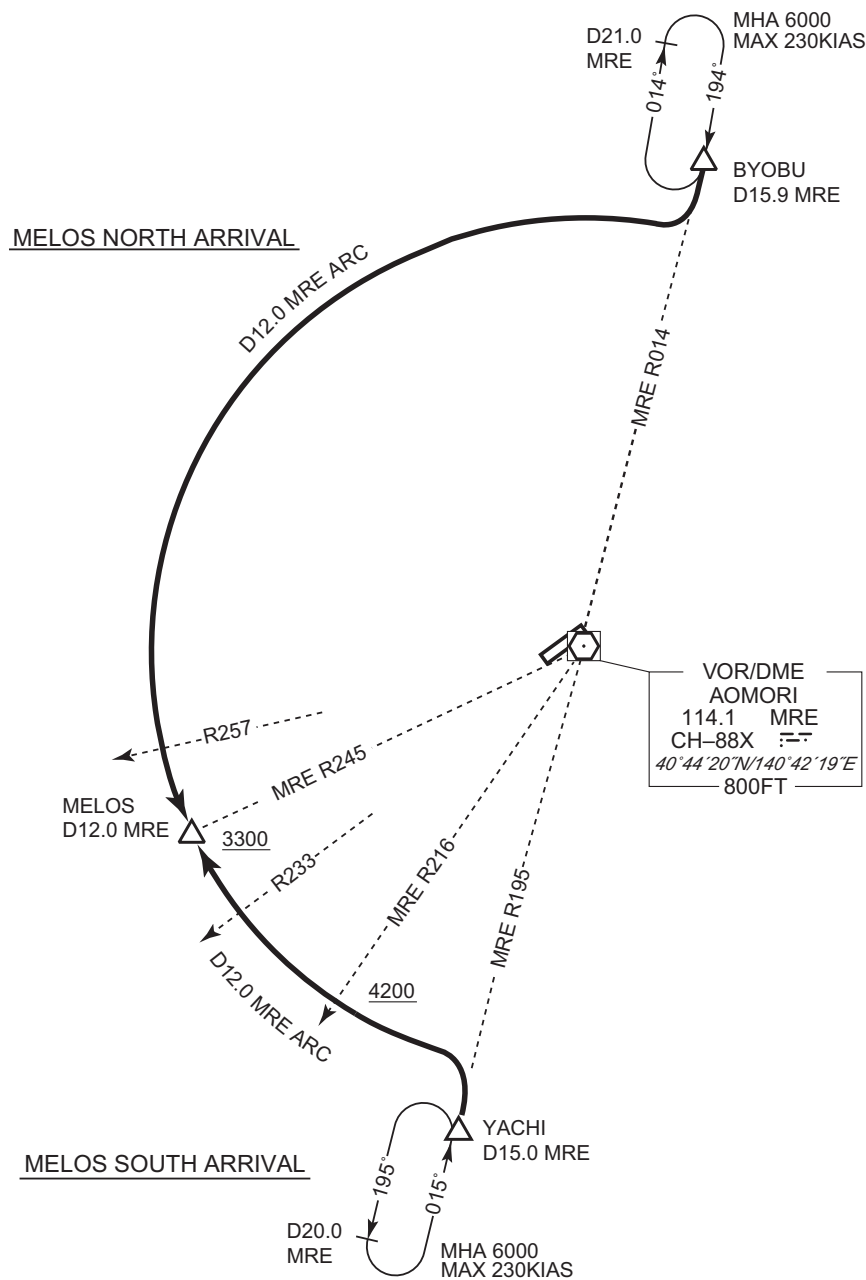 MHA 6000
MAX 230KIAS
D21.0
MRE
014°
194°
BYOBU
D15.9 MRE
MELOS NORTH ARRIVAL
D12.0 MRE ARC
MRE R014
VOR/DME
AOMORI
114.1 MRE
CH–88X
40°44´20˝N/140°42´19˝E
800FT
R257
MRE R245
MELOS
D12.0 MRE
3300
R233
MRE R216
MRE R195
D12.0 MRE ARC
4200
YACHI
D15.0 MRE
MELOS SOUTH ARRIVAL
195°
015°
D20.0
MRE
MHA 6000
MAX 230KIAS